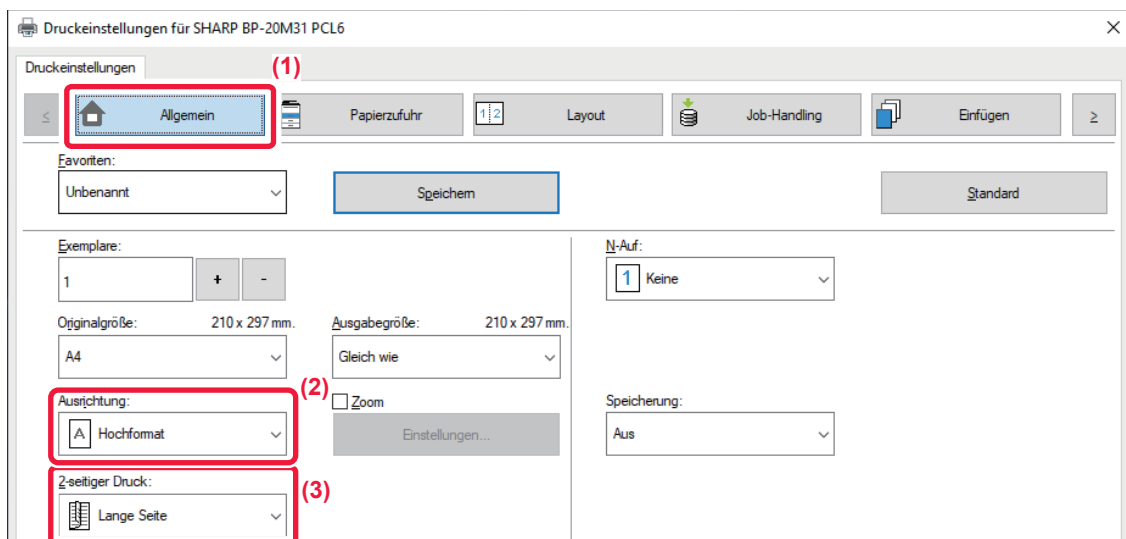 Druckeinstellungen für SHARP BP-20M31 PCL6
Druckeinstellungen
(1)
Allgemein
Papierzufuhr
1 2
Layout
Job-Handling
Einfügen
Favoriten:
Unbenannt
Speichern
Standard
Exemplare:
1
+
-
N-Auf:
1 Keine
Originalgröße: 210 x 297 mm.
Ausgabegröße: 210 x 297 mm.
A4
Gleich wie
(2)
Ausrichtung:
Zoom
Speicherung:
A Hochformat
Einstellungen...
Aus
2-seitiger Druck:
(3)
Lange Seite